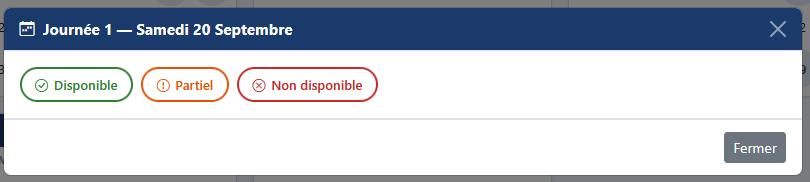 Journée 1 — Samedi 20 Septembre
Disponible
Partiel
Non disponible
Fermer